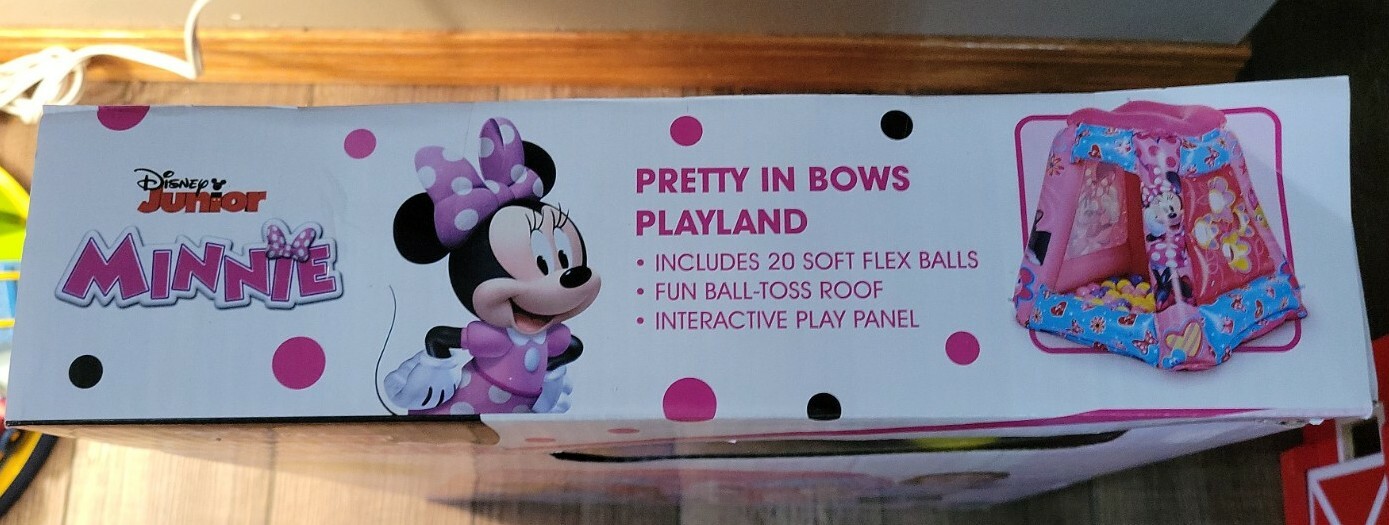 Disney
Junior
MINNIE
PRETTY IN BOWS
PLAYLAND
• INCLUDES 20 SOFT FLEX BALLS
• FUN BALL-TOSS ROOF
• INTERACTIVE PLAY PANEL